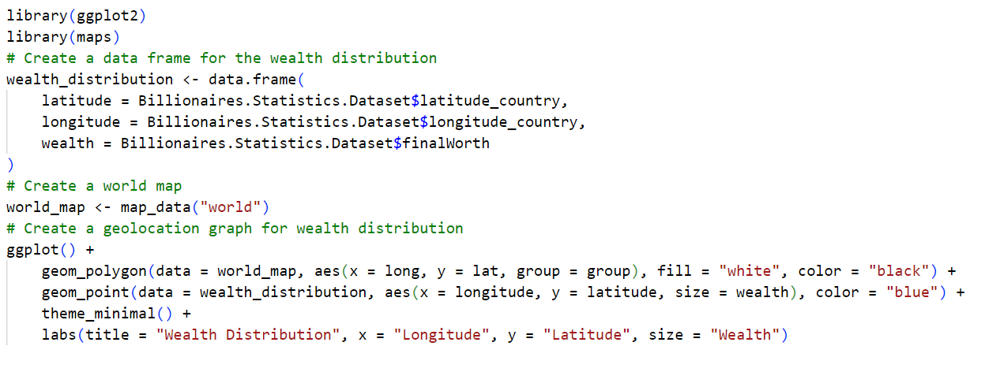 library(ggplot2)
library(maps)
# Create a data frame for the wealth distribution
wealth_distribution <- data.frame(
    latitude = Billionaires.Statistics.Dataset$latitude_country,
    longitude = Billionaires.Statistics.Dataset$longitude_country,
    wealth = Billionaires.Statistics.Dataset$finalWorth
)
# Create a world map
world_map <- map_data("world")
# Create a geolocation graph for wealth distribution
ggplot() +
    geom_polygon(data = world_map, aes(x = long, y = lat, group = group), fill = "white", color = "black") +
    geom_point(data = wealth_distribution, aes(x = longitude, y = latitude, size = wealth), color = "blue") +
    theme_minimal() +
    labs(title = "Wealth Distribution", x = "Longitude", y = "Latitude", size = "Wealth")